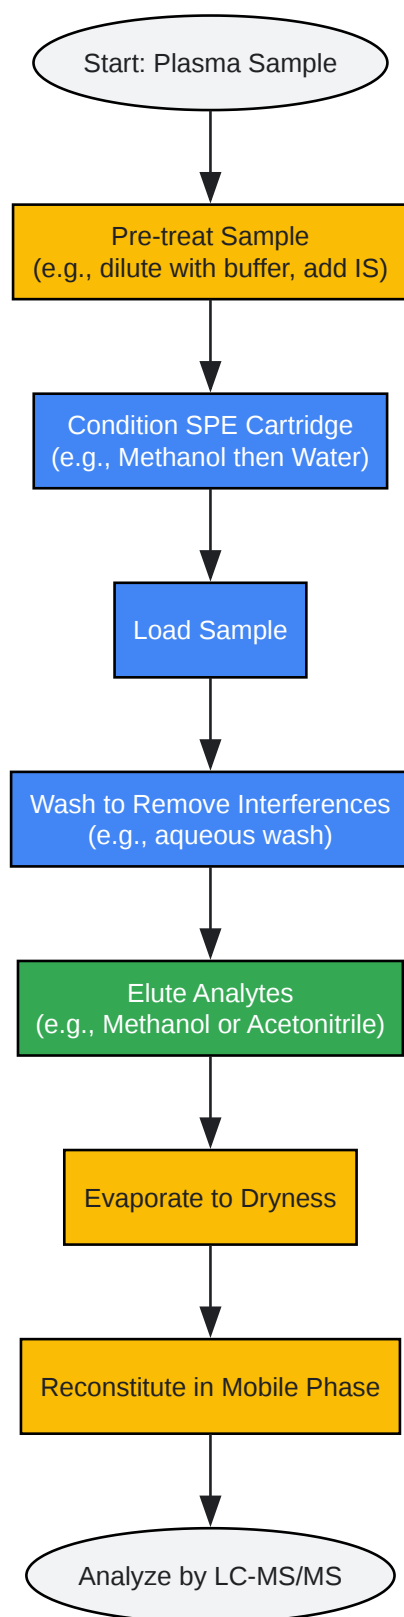 Start: Plasma Sample
Pre-treat Sample
(e.g., dilute with buffer, add IS)
Condition SPE Cartridge
(e.g., Methanol then Water)
Load Sample
Wash to Remove Interferences
(e.g., aqueous wash)
Elute Analytes
(e.g., Methanol or Acetonitrile)
Evaporate to Dryness
Reconstitute in Mobile Phase
Analyze by LC-MS/MS